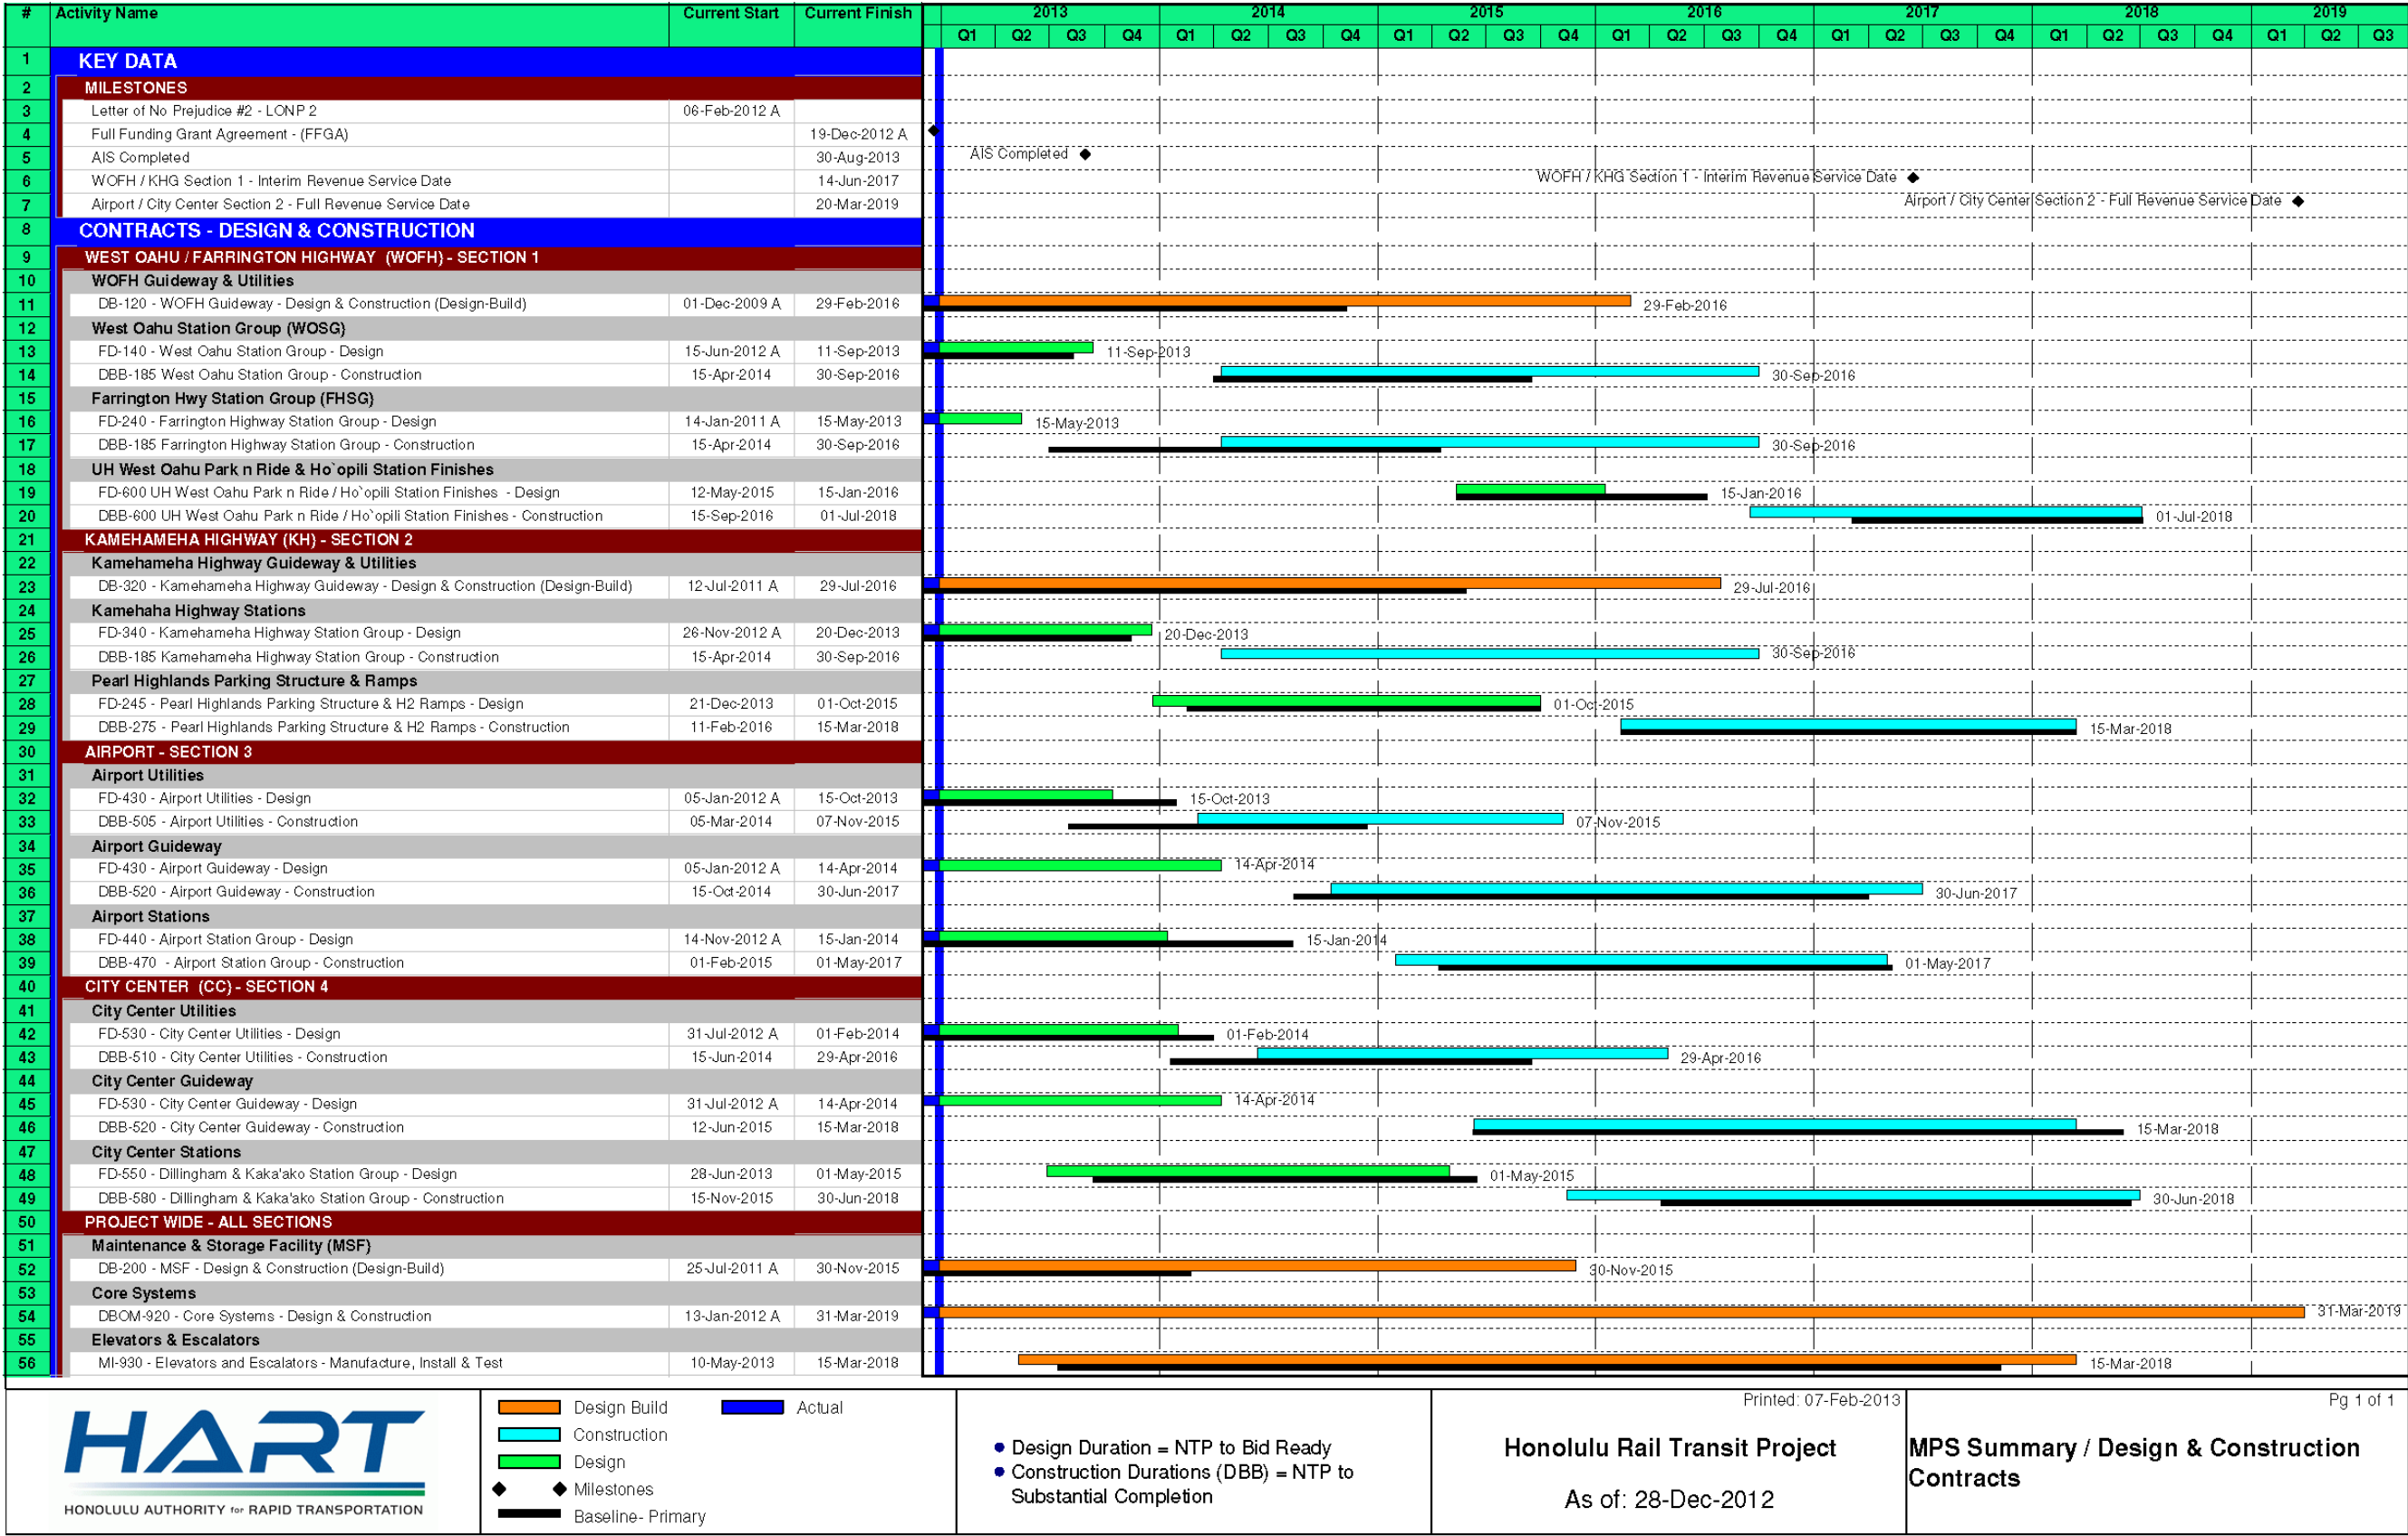 # Activity Name Current Start Current Finish 2013 2014 2015 2016 2017 2018 2019
Q1 Q2 Q3 Q4 Q1 Q2 Q3 Q4 Q1 Q2 Q3 Q4 Q1 Q2 Q3 Q4 Q1 Q2 Q3 Q4 Q1 Q2 Q3 Q4 Q1 Q2 Q3
1 KEY DATA
2 MILESTONES
3 Letter of No Prejudice #2 - LONP 2 06-Feb-2012 A
4 Full Funding Grant Agreement - (FFGA) 19-Dec-2012 A
5 AIS Completed 30-Aug-2013 AIS Completed
6 WOFH / KHG Section 1 - Interim Revenue Service Date 14-Jun-2017 WOFH / KHG Section 1 - Interim Revenue Service Date
7 Airport / City Center Section 2 - Full Revenue Service Date 20-Mar-2019 Airport / City Center Section 2 - Full Revenue Service Date
8 CONTRACTS - DESIGN & CONSTRUCTION
9 WEST OAHU / FARRINGTON HIGHWAY (WOFH) - SECTION 1
10 WOFH Guideway & Utilities
11 DB-120 - WOFH Guideway - Design & Construction (Design-Build) 01-Dec-2009 A 29-Feb-2016 29-Feb-2016
12 West Oahu Station Group (WOSG)
13 FD-140 - West Oahu Station Group - Design 15-Jun-2012 A 11-Sep-2013 11-Sep-2013
14 DBB-185 West Oahu Station Group - Construction 15-Apr-2014 30-Sep-2016 30-Sep-2016
15 Farrington Hwy Station Group (FHSG)
16 FD-240 - Farrington Highway Station Group - Design 14-Jan-2011 A 15-May-2013 15-May-2013
17 DBB-185 Farrington Highway Station Group - Construction 15-Apr-2014 30-Sep-2016 30-Sep-2016
18 UH West Oahu Park n Ride & Ho`opili Station Finishes
19 FD-600 UH West Oahu Park n Ride / Ho`opili Station Finishes - Design 12-May-2015 15-Jan-2016 15-Jan-2016
20 DBB-600 UH West Oahu Park n Ride / Ho`opili Station Finishes - Construction 15-Sep-2016 01-Jul-2018 01-Jul-2018
21 KAMEHAMEHA HIGHWAY (KH) - SECTION 2
22 Kamehameha Highway Guideway & Utilities
23 DB-320 - Kamehameha Highway Guideway - Design & Construction (Design-Build) 12-Jul-2011 A 29-Jul-2016 29-Jul-2016
24 Kamehaha Highway Stations
25 FD-340 - Kamehameha Highway Station Group - Design 26-Nov-2012 A 20-Dec-2013 20-Dec-2013
26 DBB-185 Kamehameha Highway Station Group - Construction 15-Apr-2014 30-Sep-2016 30-Sep-2016
27 Pearl Highlands Parking Structure & Ramps
28 FD-245 - Pearl Highlands Parking Structure & H2 Ramps - Design 21-Dec-2013 01-Oct-2015 01-Oct-2015
29 DBB-275 - Pearl Highlands Parking Structure & H2 Ramps - Construction 11-Feb-2016 15-Mar-2018 15-Mar-2018
30 AIRPORT - SECTION 3
31 Airport Utilities
32 FD-430 - Airport Utilities - Design 05-Jan-2012 A 15-Oct-2013 15-Oct-2013
33 DBB-505 - Airport Utilities - Construction 05-Mar-2014 07-Nov-2015 07-Nov-2015
34 Airport Guideway
35 FD-430 - Airport Guideway - Design 05-Jan-2012 A 14-Apr-2014 14-Apr-2014
36 DBB-520 - Airport Guideway - Construction 15-Oct-2014 30-Jun-2017 30-Jun-2017
37 Airport Stations
38 FD-440 - Airport Station Group - Design 14-Nov-2012 A 15-Jan-2014 15-Jan-2014
39 DBB-470 - Airport Station Group - Construction 01-Feb-2015 01-May-2017 01-May-2017
40 CITY CENTER (CC) - SECTION 4
41 City Center Utilities
42 FD-530 - City Center Utilities - Design 31-Jul-2012 A 01-Feb-2014 01-Feb-2014
43 DBB-510 - City Center Utilities - Construction 15-Jun-2014 29-Apr-2016 29-Apr-2016
44 City Center Guideway
45 FD-530 - City Center Guideway - Design 31-Jul-2012 A 14-Apr-2014 14-Apr-2014
46 DBB-520 - City Center Guideway - Construction 12-Jun-2015 15-Mar-2018 15-Mar-2018
47 City Center Stations
48 FD-550 - Dillingham & Kaka'ako Station Group - Design 28-Jun-2013 01-May-2015 01-May-2015
49 DBB-580 - Dillingham & Kaka'ako Station Group - Construction 15-Nov-2015 30-Jun-2018 30-Jun-2018
50 PROJECT WIDE - ALL SECTIONS
51 Maintenance & Storage Facility (MSF)
52 DB-200 - MSF - Design & Construction (Design-Build) 25-Jul-2011 A 30-Nov-2015 30-Nov-2015
53 Core Systems
54 DBOM-920 - Core Systems - Design & Construction 13-Jan-2012 A 31-Mar-2019 31-Mar-2019
55 Elevators & Escalators
56 MI-930 - Elevators and Escalators - Manufacture, Install & Test 10-May-2013 15-Mar-2018 15-Mar-2018
HART
HONOLULU AUTHORITY for RAPID TRANSPORTATION
Design Build Actual
Construction
Design
Milestones
Baseline- Primary
• Design Duration = NTP to Bid Ready
• Construction Durations (DBB) = NTP to
Substantial Completion
Printed: 07-Feb-2013
Honolulu Rail Transit Project
As of: 28-Dec-2012
Pg 1 of 1
MPS Summary / Design & Construction
Contracts